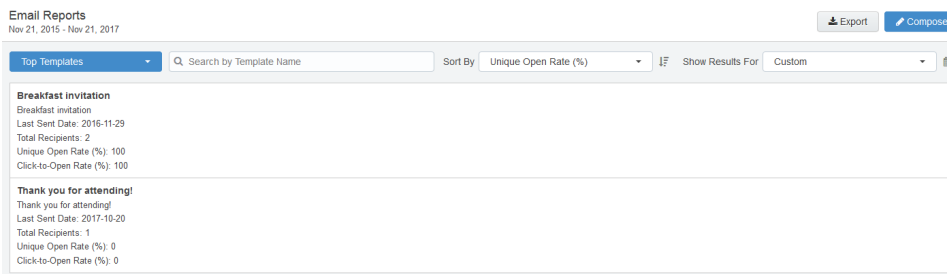 Email Reports
Nov 21, 2015 - Nov 21, 2017
Export
Compose
Top Templates
Search by Template Name
Sort By
Unique Open Rate (%)
Show Results For
Custom
Breakfast invitation
Breakfast invitation
Last Sent Date: 2016-11-29
Total Recipients: 2
Unique Open Rate (%): 100
Click-to-Open Rate (%): 100
Thank you for attending!
Thank you for attending!
Last Sent Date: 2017-10-20
Total Recipients: 1
Unique Open Rate (%): 0
Click-to-Open Rate (%): 0